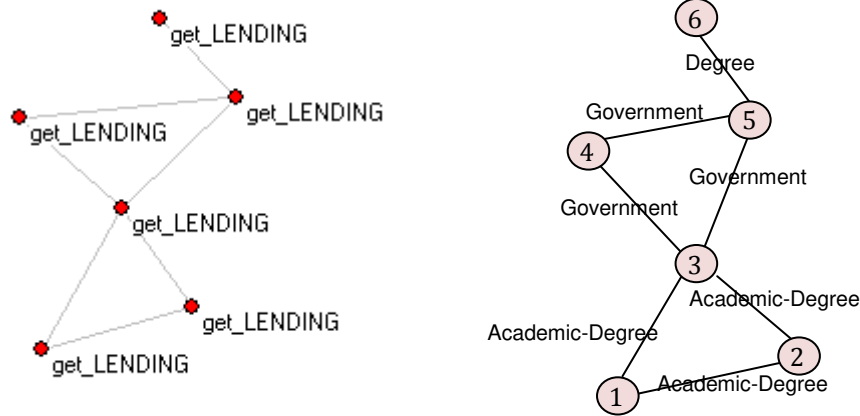 get_LENDING
get_LENDING
get_LENDING
get_LENDING
get_LENDING
get_LENDING
6
Degree
Government
5
4
Government
Government
3
Academic-Degree
Academic-Degree
2
Academic-Degree
1